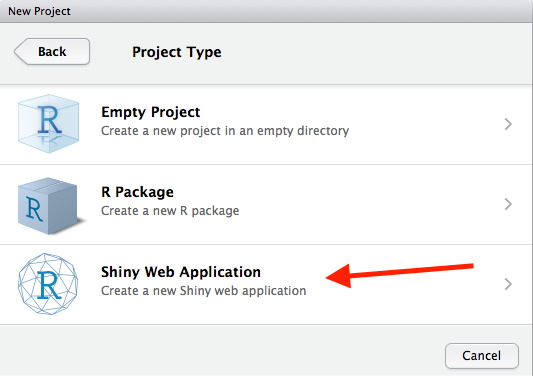 New Project
Back
Project Type
R
Empty Project
Create a new project in an empty directory
R
R Package
Create a new R package
R
Shiny Web Application
Create a new Shiny web application
Cancel